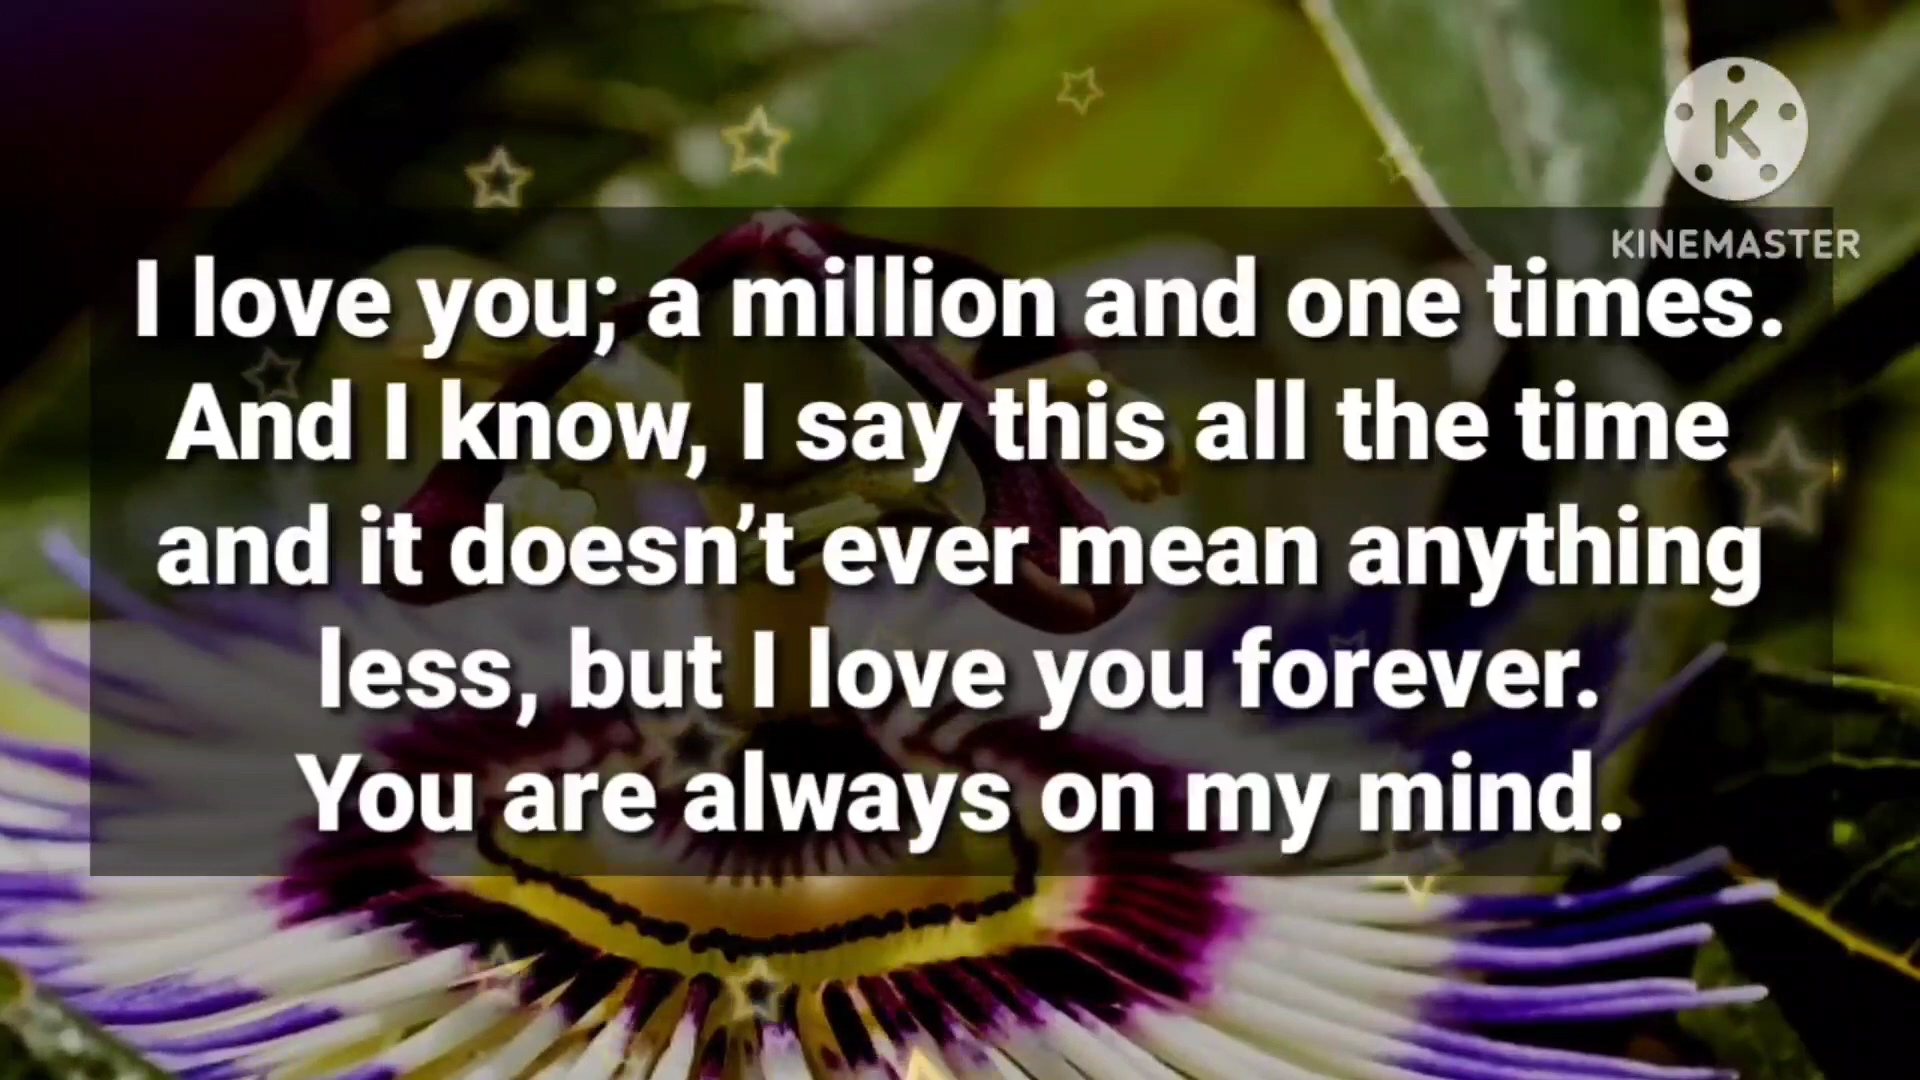 K
KINEMASTER
I love you; a million and one times.
And I know, I say this all the time
and it doesn’t ever mean anything
less, but I love you forever.
You are always on my mind.